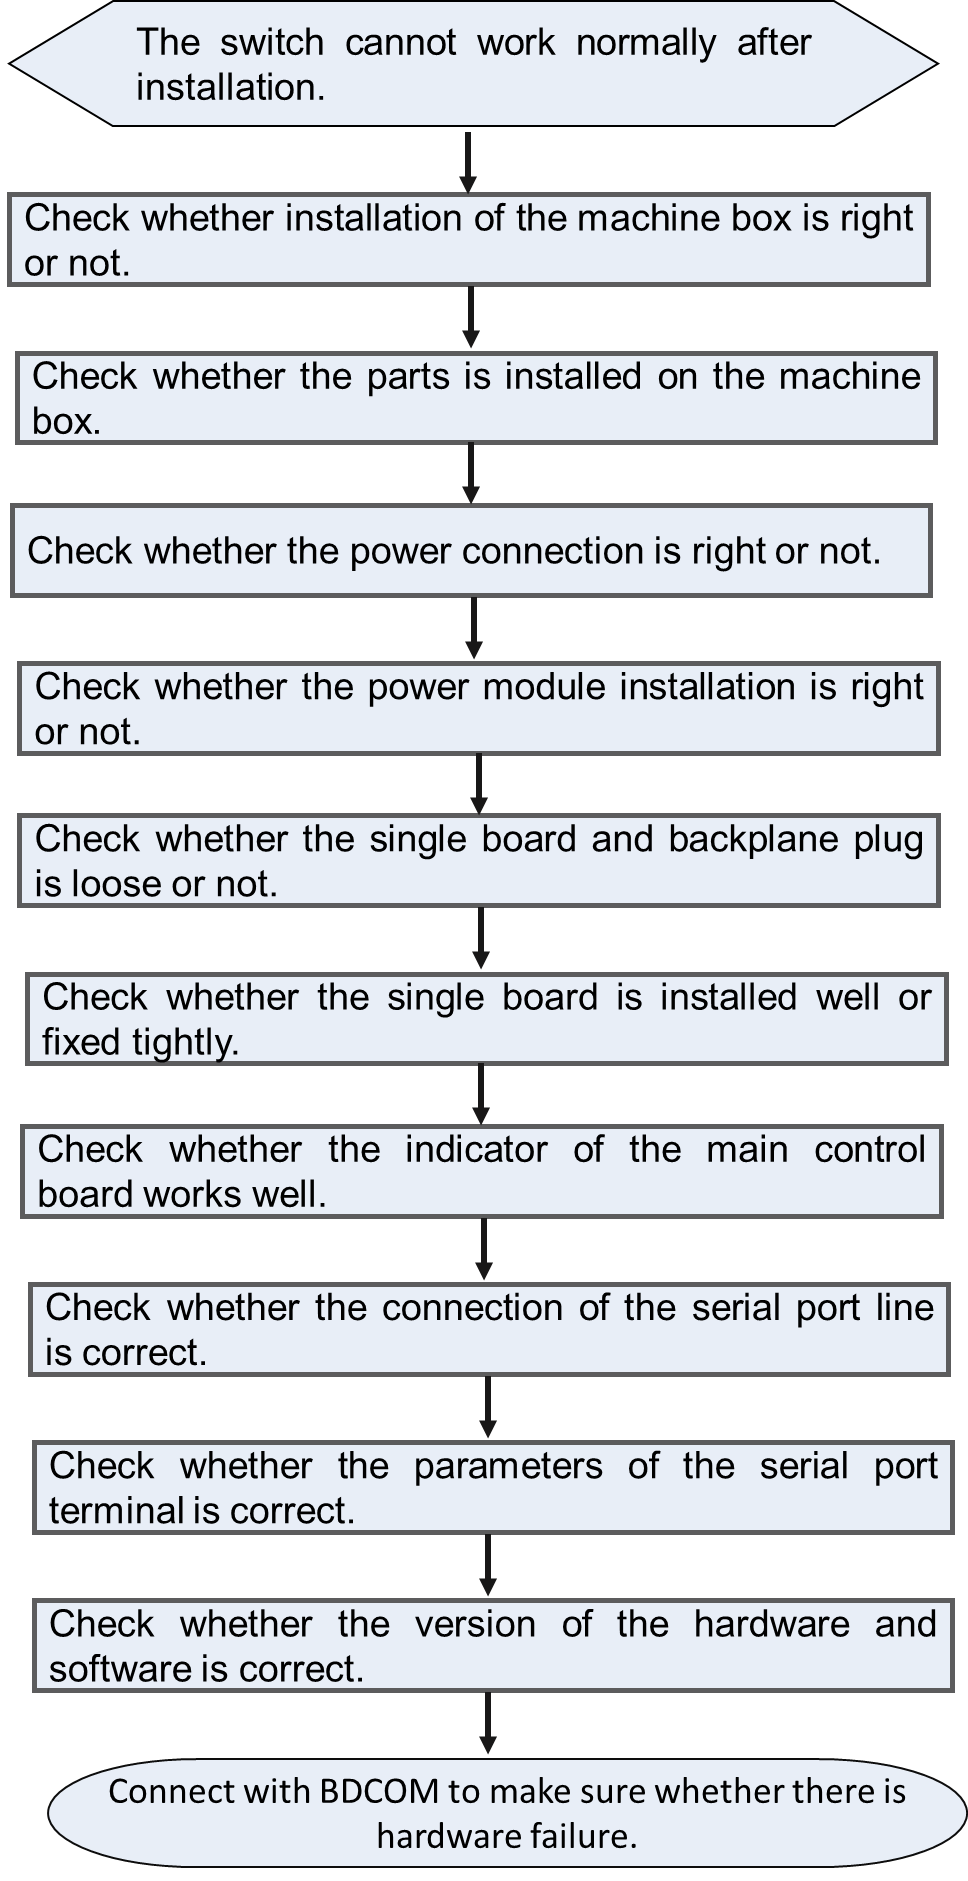 The switch cannot work normally after
installation.
Check whether installation of the machine box is right
or not.
Check whether the parts is installed on the machine
box.
Check whether the power connection is right or not.
Check whether the power module installation is right
or not.
Check whether the single board and backplane plug
is loose or not.
Check whether the single board is installed well or
fixed tightly.
Check whether the indicator of the main control
board works well.
Check whether the connection of the serial port line
is correct.
Check whether the parameters of the serial port
terminal is correct.
Check whether the version of the hardware and
software is correct.
Connect with BDCOM to make sure whether there is
hardware failure.